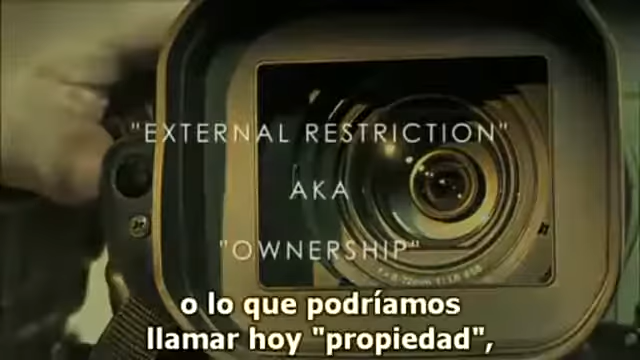 "EXTERNAL RESTRICTION"
AKA
"OWNERSHIP"
o lo que podríamos
llamar hoy "propiedad",